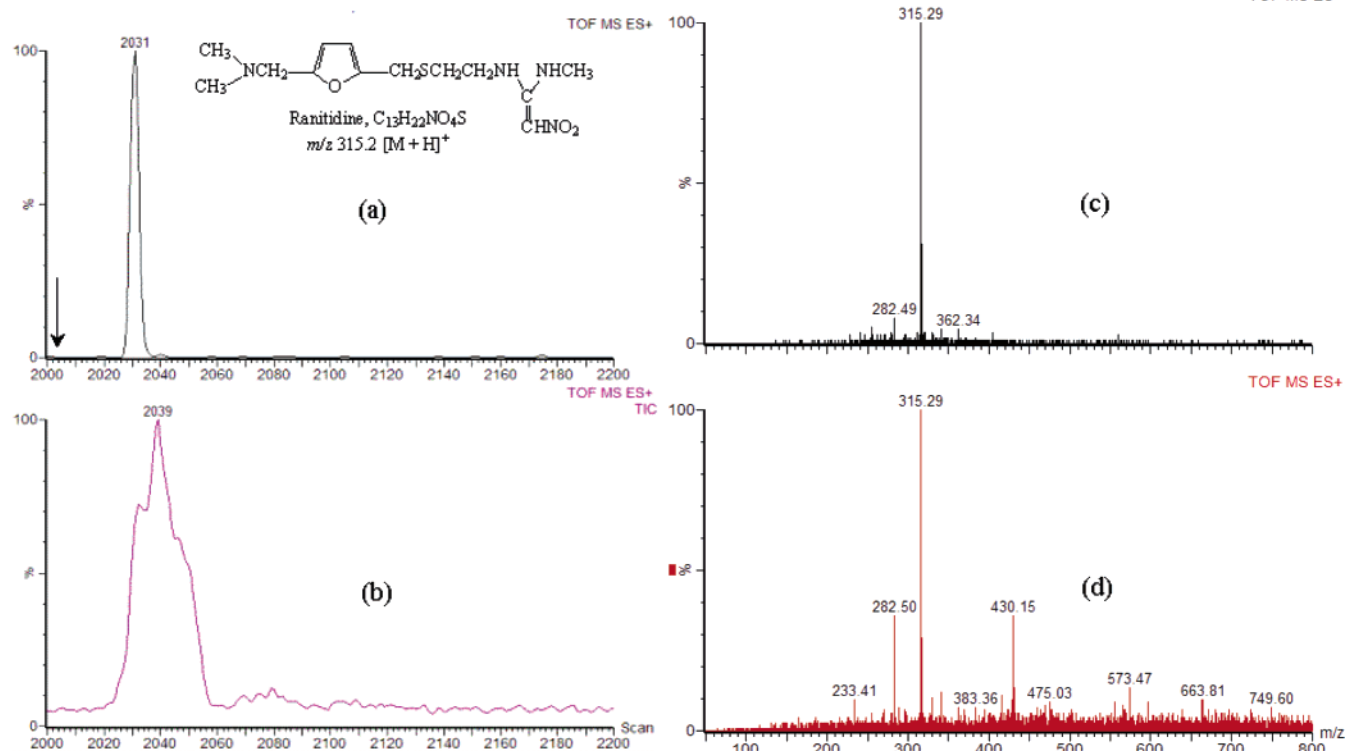 TOF MS ES+
100
2031
CH₃
NCH₂
CH₃
O
CH₂SCH₂CH₂NH
NHCH₃
C
CHNO₂
Ranitidine, C₁₃H₂₂NO₄S
m/z 315.2 [M + H]⁺
%
(a)
0
2000 2020 2040 2060 2080 2100 2120 2140 2160 2180 2200
TOF MS ES+
TIC
100
2039
%
(b)
0
Scan
2000 2020 2040 2060 2080 2100 2120 2140 2160 2180 2200
100
315.29
%
(c)
282.49
362.34
0
TOF MS ES+
100
315.29
%
(d)
282.50
430.15
233.41
383.36
475.03
573.47
663.81
749.60
0
100 200 300 400 500 600 700 800
m/z